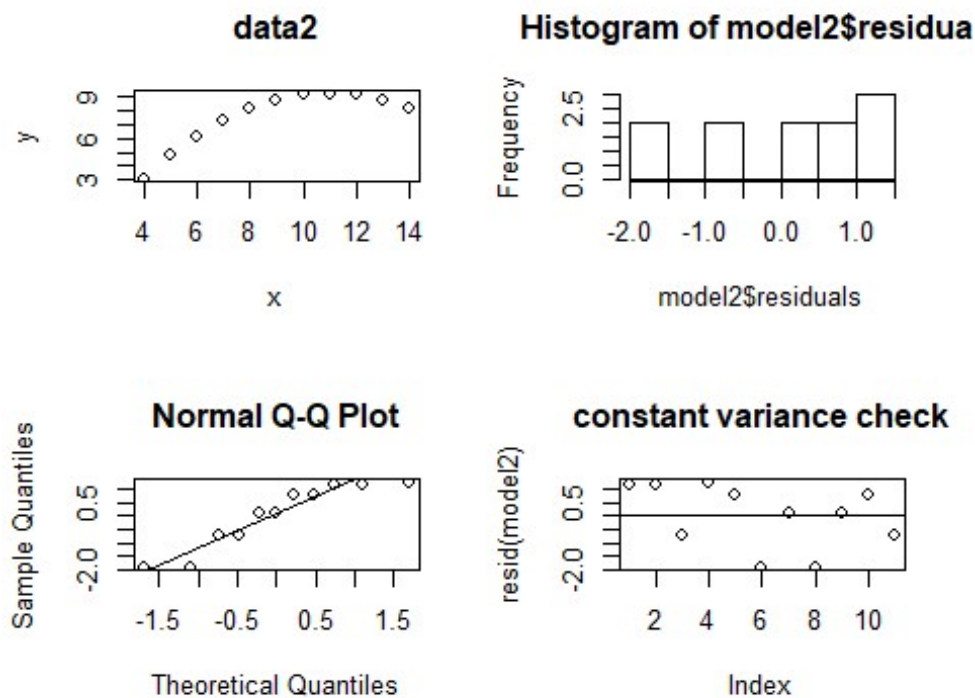 data2
y
3 6 9
4 6 8 10 12 14
x
Histogram of model2$residua
Frequency
0.0 2.5
-2.0 -1.0 0.0 1.0
model2$residuals
Normal Q-Q Plot
Sample Quantiles
-2.0 0.5
-1.5 -0.5 0.5 1.5
Theoretical Quantiles
constant variance check
resid(model2)
-2.0 0.5
2 4 6 8 10
Index